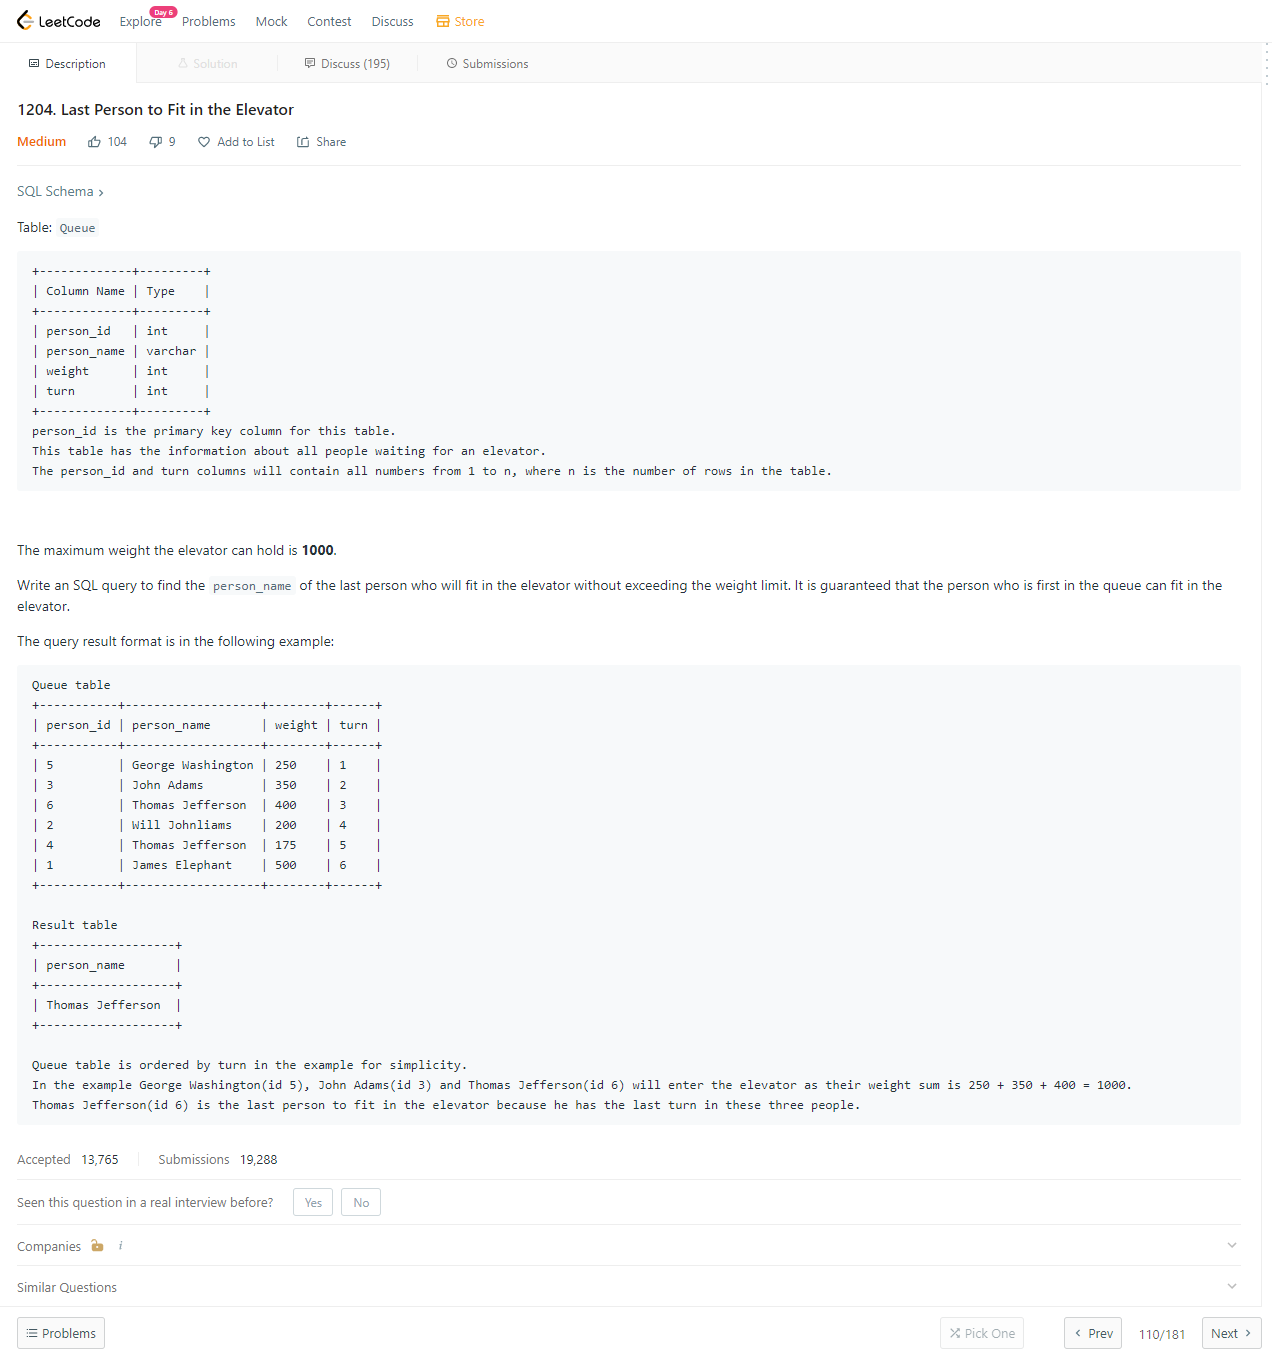 LeetCode Explore Day 6 Problems Mock Contest Discuss Store
Description Solution Discuss (195) Submissions
1204. Last Person to Fit in the Elevator
Medium 104 9 Add to List Share
SQL Schema >
Table: Queue
+-------------+---------+
| Column Name | Type    |
+-------------+---------+
| person_id   | int     |
| person_name | varchar |
| weight      | int     |
| turn        | int     |
+-------------+---------+
person_id is the primary key column for this table.
This table has the information about all people waiting for an elevator.
The person_id and turn columns will contain all numbers from 1 to n, where n is the number of rows in the table.
The maximum weight the elevator can hold is 1000.
Write an SQL query to find the person_name of the last person who will fit in the elevator without exceeding the weight limit. It is guaranteed that the person who is first in the queue can fit in the
elevator.
The query result format is in the following example:
Queue table
+-----------+-------------------+--------+------+
| person_id | person_name       | weight | turn |
+-----------+-------------------+--------+------+
| 5         | George Washington | 250    | 1    |
| 3         | John Adams        | 350    | 2    |
| 6         | Thomas Jefferson  | 400    | 3    |
| 2         | Will Johnliams    | 200    | 4    |
| 4         | Thomas Jefferson  | 175    | 5    |
| 1         | James Elephant    | 500    | 6    |
+-----------+-------------------+--------+------+
Result table
+-------------------+
| person_name       |
+-------------------+
| Thomas Jefferson  |
+-------------------+
Queue table is ordered by turn in the example for simplicity.
In the example George Washington(id 5), John Adams(id 3) and Thomas Jefferson(id 6) will enter the elevator as their weight sum is 250 + 350 + 400 = 1000.
Thomas Jefferson(id 6) is the last person to fit in the elevator because he has the last turn in these three people.
Accepted 13,765 Submissions 19,288
Seen this question in a real interview before? Yes No
Companies i
Similar Questions
Problems Pick One < Prev 110/181 Next >